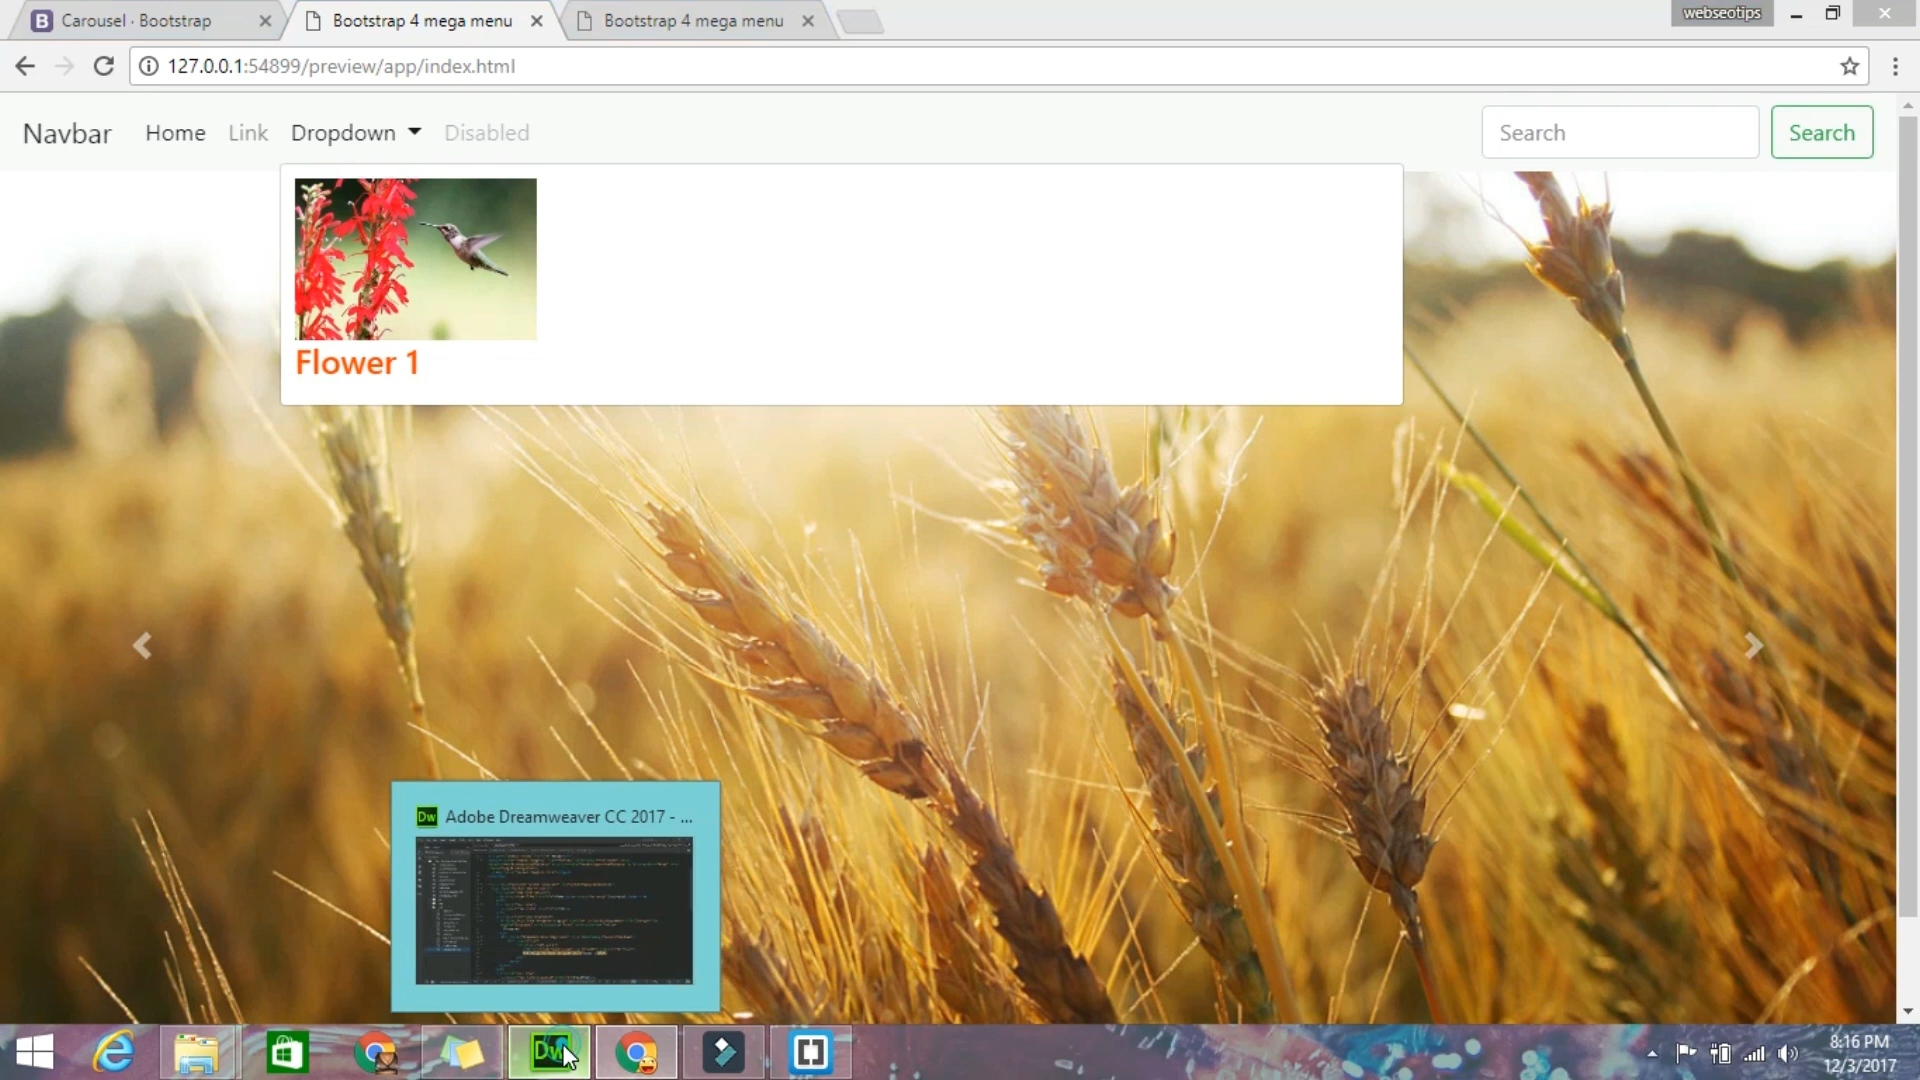 Carousel · Bootstrap
Bootstrap 4 mega menu
Bootstrap 4 mega menu
webseotips
127.0.0.1:54899/preview/app/index.html
Navbar
Home
Link
Dropdown
Disabled
Search
Search
Flower 1
Dw
Adobe Dreamweaver CC 2017 - ...
Dw
8:16 PM
12/3/2017